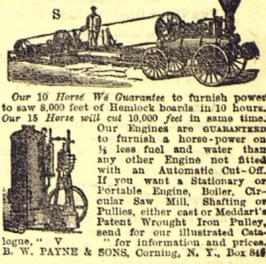 S
Our 10 Horse We Guarantee to furnish power
to saw 8,000 feet of Hemlock boards in 10 hours.
Our 15 Horse will cut 10,000 feet in same time.
Our Engines are GUARANTEED
to furnish a horse-power on
⅓ less fuel and water than
any other Engine not fitted
with an Automatic Cut-Off.
If you want a Stationary or
Portable Engine, Boiler, Cir-
cular Saw Mill, Shafting or
Pullies, either cast or Meddart's
Patent Wrought Iron Pulley,
send for our illustrated Cata-
logue, " V " for information and prices.
B. W. PAYNE & SONS, Corning, N. Y., Box